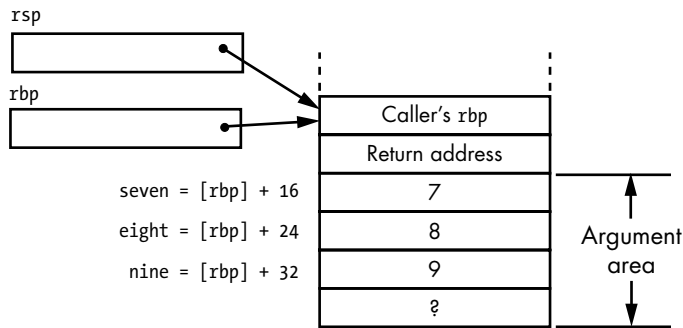 rsp
rbp
Caller's rbp
Return address
seven = [rbp] + 16
7
eight = [rbp] + 24
8
nine = [rbp] + 32
9
?
Argument
area